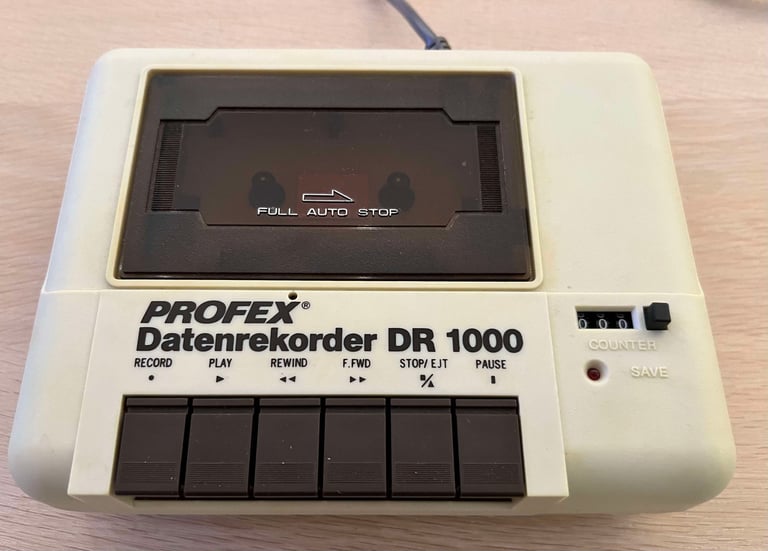 FULL AUTO STOP
PROFEX®
Datenrekorder DR 1000
RECORD PLAY REWIND F.FWD STOP/EJT PAUSE
000
COUNTER
SAVE